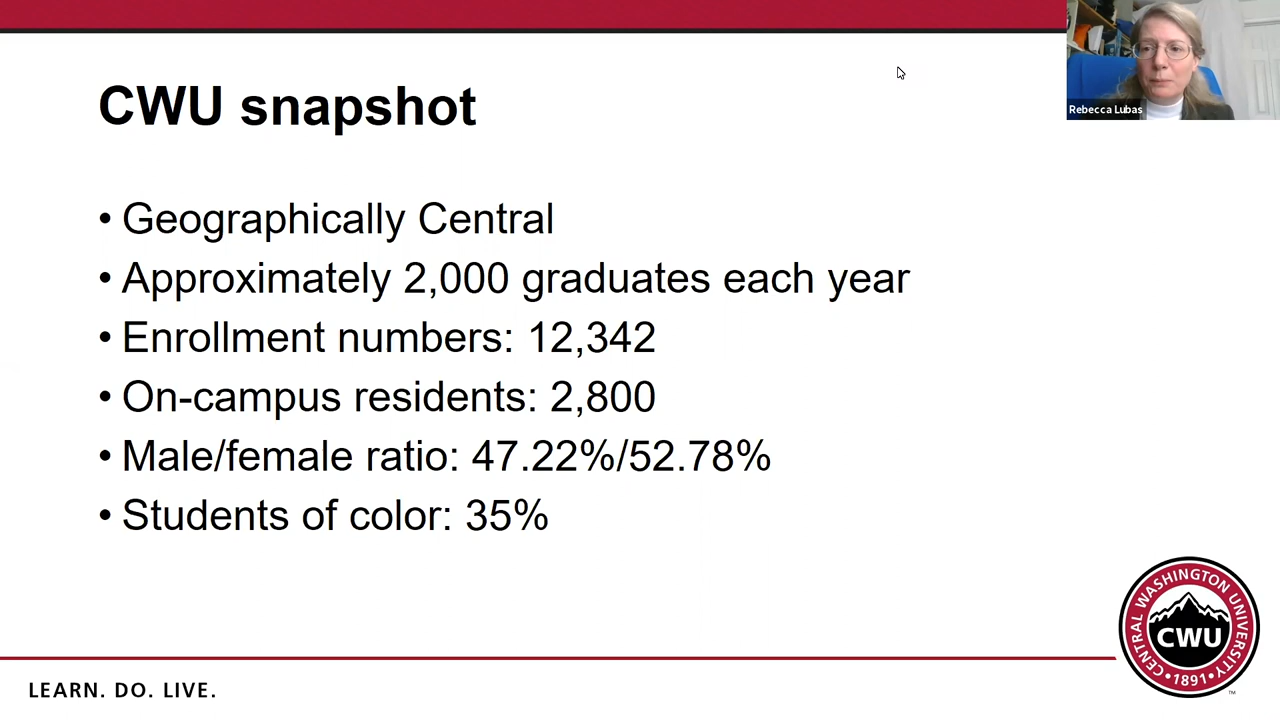 CWU snapshot
Rebecca Lubas
• Geographically Central
• Approximately 2,000 graduates each year
• Enrollment numbers: 12,342
• On-campus residents: 2,800
• Male/female ratio: 47.22%/52.78%
• Students of color: 35%
CENTRAL WASHINGTON UNIVERSITY
CWU
•1891•
™
LEARN. DO. LIVE.